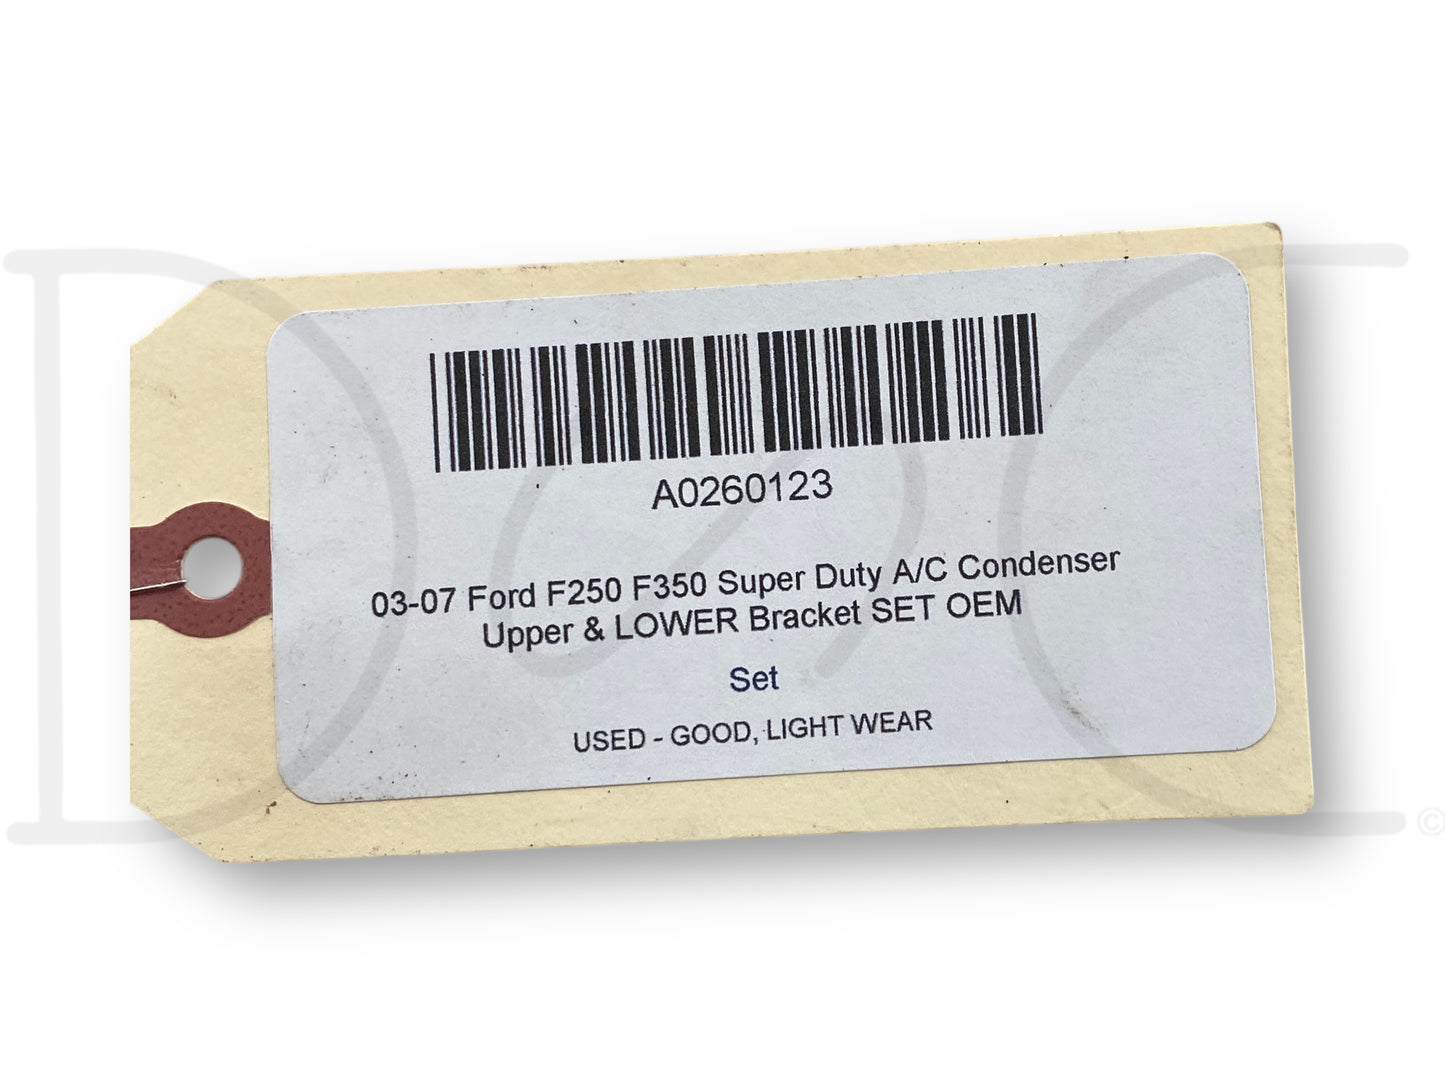 A0260123
03-07 Ford F250 F350 Super Duty A/C Condenser
Upper & LOWER Bracket SET OEM
Set
USED - GOOD, LIGHT WEAR
D&C
©